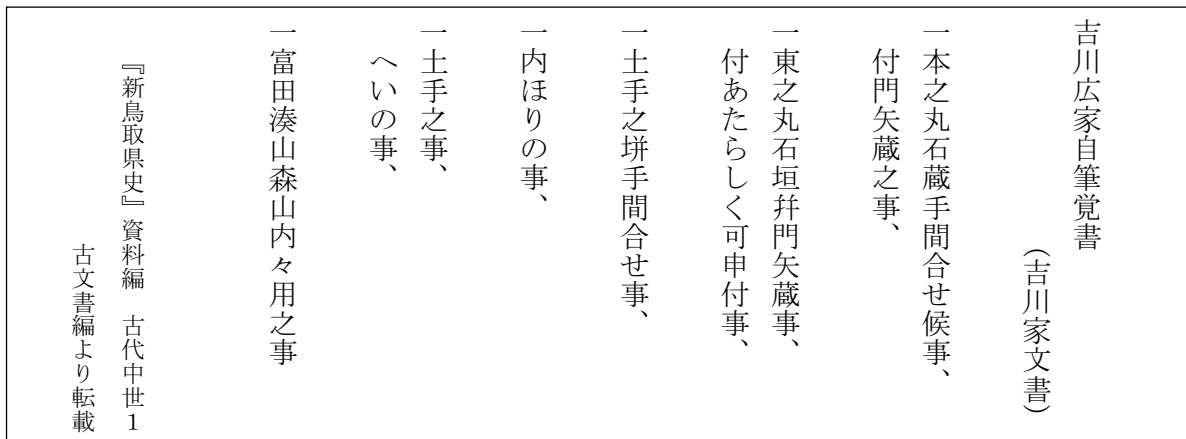 吉川広家自筆覚書
（吉川家文書）
一本之丸石蔵手間合せ候事、
付門矢蔵之事、
一東之丸石垣幷門矢蔵事、
付あたらしく可申付事、
一土手之塀手間合せ事、
一内ほりの事、
一土手之事、
へいの事、
一富田湊山森山内々用之事
『新鳥取県史』資料編　古代中世１
古文書編より転載